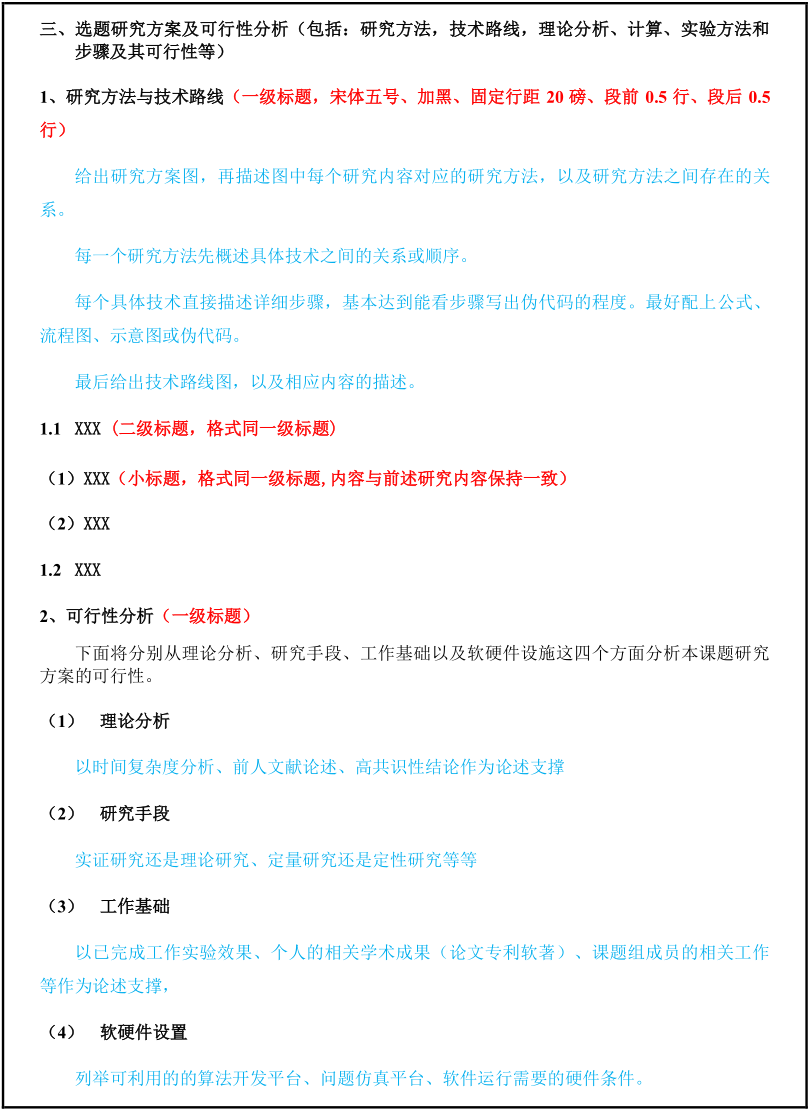 三、选题研究方案及可行性分析（包括：研究方法，技术路线，理论分析、计算、实验方法和
步骤及其可行性等）
1、研究方法与技术路线（一级标题，宋体五号、加黑、固定行距 20 磅、段前 0.5 行、段后 0.5
行）
给出研究方案图，再描述图中每个研究内容对应的研究方法，以及研究方法之间存在的关
系。
每一个研究方法先概述具体技术之间的关系或顺序。
每个具体技术直接描述详细步骤，基本达到能看步骤写出伪代码的程度。最好配上公式、
流程图、示意图或伪代码。
最后给出技术路线图，以及相应内容的描述。
1.1 XXX (二级标题，格式同一级标题)
（1）XXX（小标题，格式同一级标题,内容与前述研究内容保持一致）
（2）XXX
1.2 XXX
2、可行性分析（一级标题）
下面将分别从理论分析、研究手段、工作基础以及软硬件设施这四个方面分析本课题研究
方案的可行性。
（1） 理论分析
以时间复杂度分析、前人文献论述、高共识性结论作为论述支撑
（2） 研究手段
实证研究还是理论研究、定量研究还是定性研究等等
（3） 工作基础
以已完成工作实验效果、个人的相关学术成果（论文专利软著）、课题组成员的相关工作
等作为论述支撑,
（4） 软硬件设置
列举可利用的的算法开发平台、问题仿真平台、软件运行需要的硬件条件。